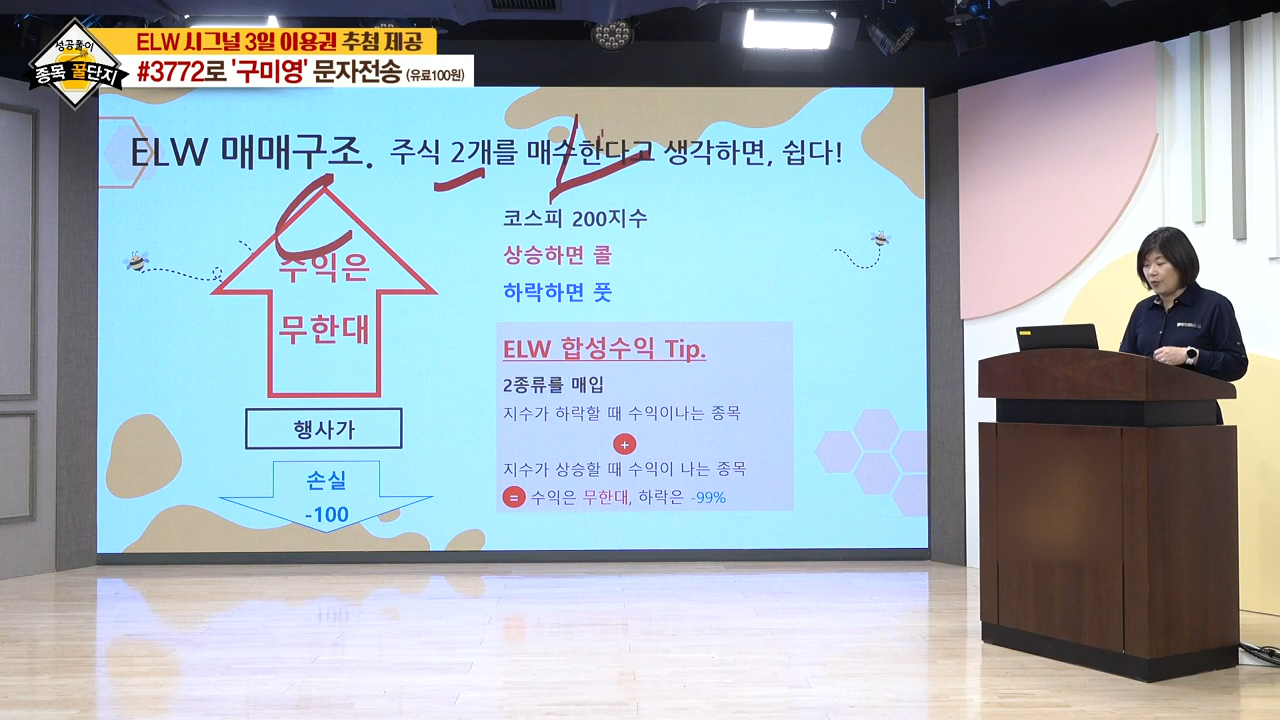 성공풀이
종목 꿀단지
ELW 시그널 3일 이용권 추첨 제공
#3772로 '구미영' 문자전송 (유료100원)
ELW 매매구조. 주식 2개를 매수한다고 생각하면, 쉽다!
수익은
무한대
행사가
손실
-100
코스피 200지수
상승하면 콜
하락하면 풋
ELW 합성수익 Tip.
2종류를 매입
지수가 하락할 때 수익이나는 종목
+
지수가 상승할 때 수익이 나는 종목
= 수익은 무한대, 하락은 -99%